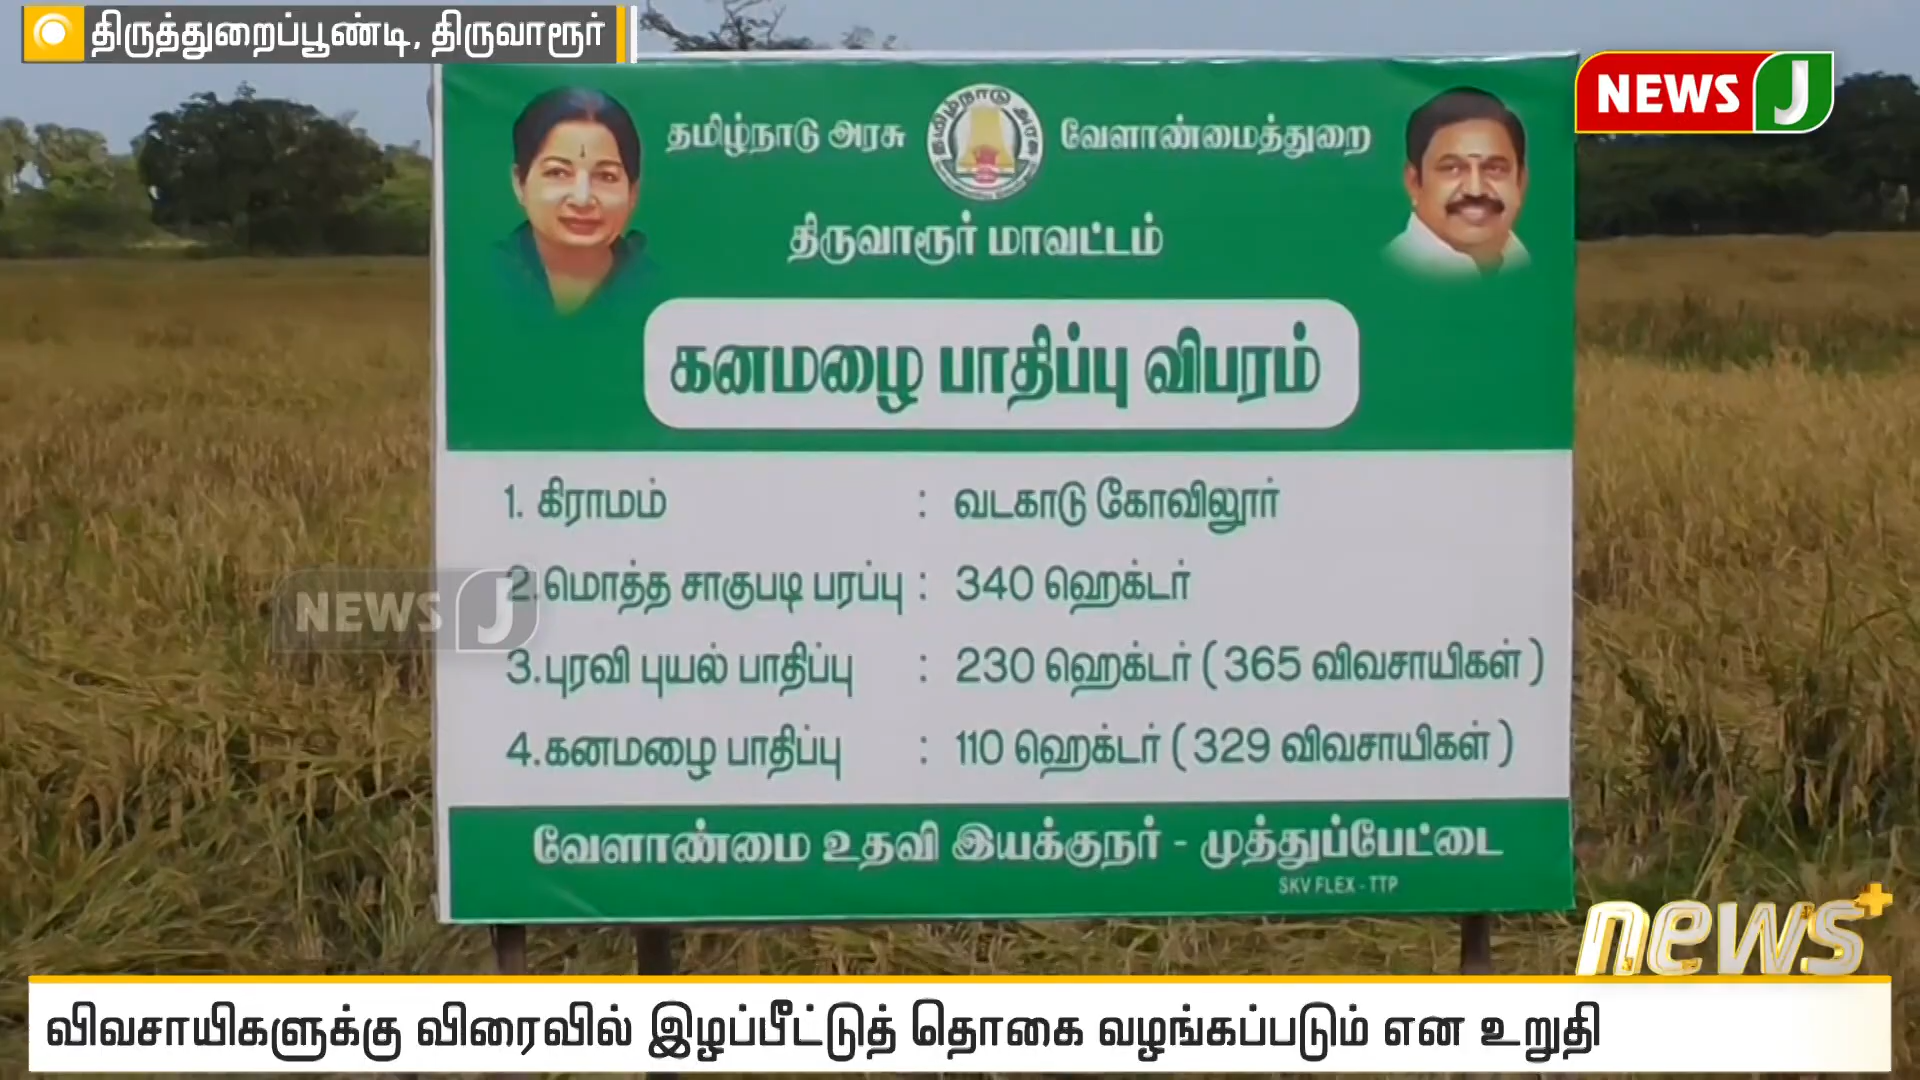 திருத்துறைப்பூண்டி, திருவாரூர்
NEWS J
தமிழ்நாடு அரசு வேளாண்மைத்துறை
திருவாரூர் மாவட்டம்
கனமழை பாதிப்பு விபரம்
1. கிராமம் : வடகாடு கோவிலூர்
2.மொத்த சாகுபடி பரப்பு : 340 ஹெக்டர்
NEWS J
3.புரவி புயல் பாதிப்பு : 230 ஹெக்டர் ( 365 விவசாயிகள் )
4.கனமழை பாதிப்பு : 110 ஹெக்டர் ( 329 விவசாயிகள் )
வேளாண்மை உதவி இயக்குநர் - முத்துப்பேட்டை
SKV FLEX - TTP
news+
விவசாயிகளுக்கு விரைவில் இழப்பீட்டுத் தொகை வழங்கப்படும் என உறுதி